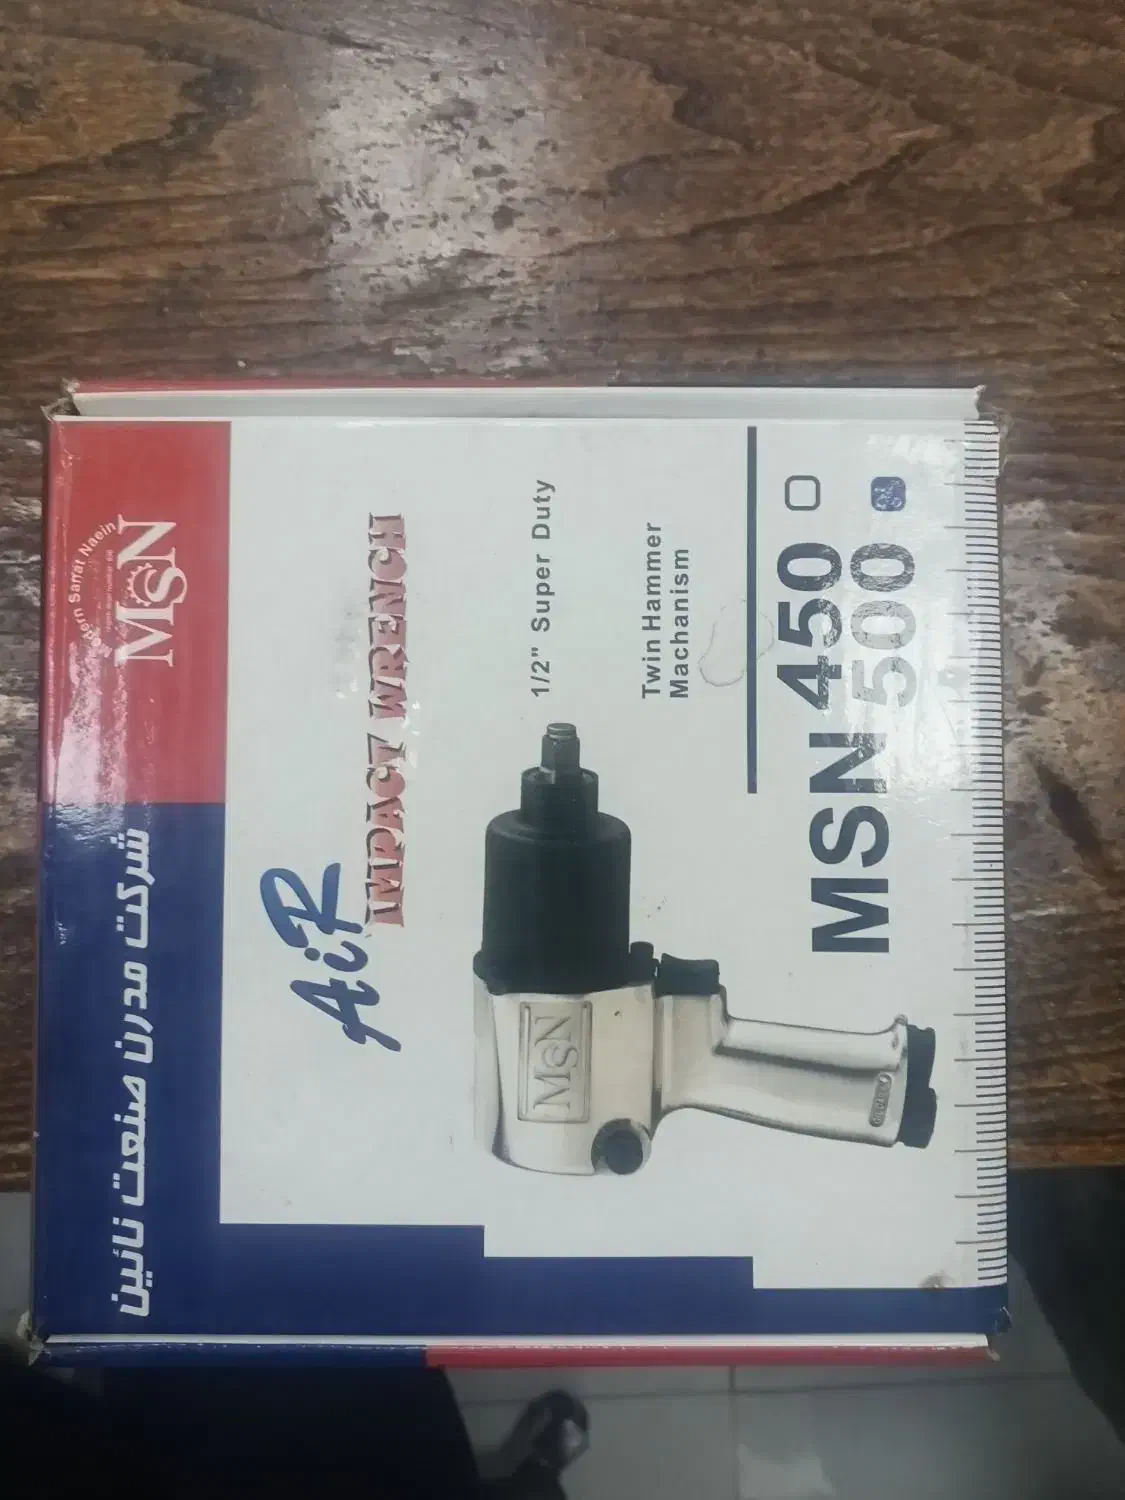 شرکت مدرن صنعت نائین
Modern Sanat Naein
MSN
AiR
IMPACT WRENCH
1/2" Super Duty
Twin Hammer
Machanism
MSN 450
500
MSN